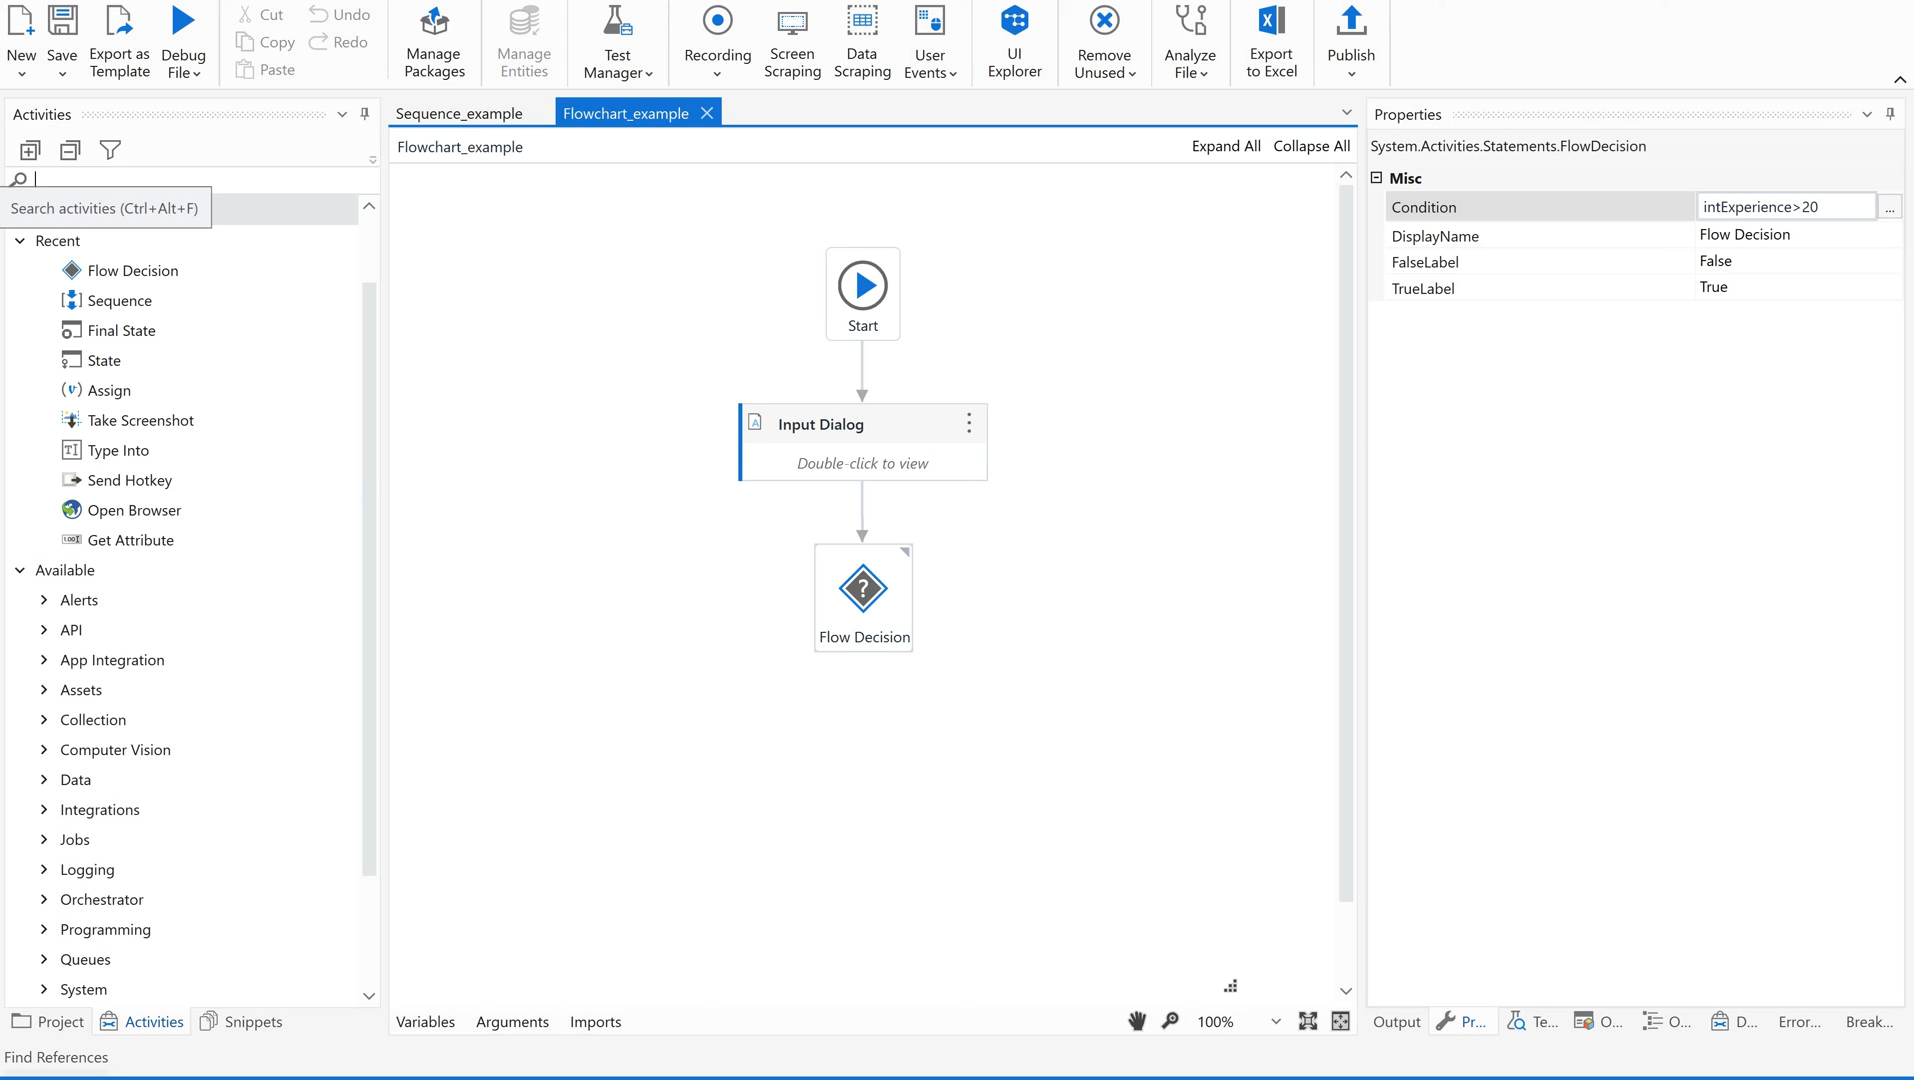 New
Save
Export as
Template
Debug
File
Cut
Copy
Paste
Undo
Redo
Manage
Packages
Manage
Entities
Test
Manager
Recording
Screen
Scraping
Data
Scraping
User
Events
UI
Explorer
Remove
Unused
Analyze
File
Export
to Excel
Publish
Activities
Search activities (Ctrl+Alt+F)
Recent
Flow Decision
Sequence
Final State
State
Assign
Take Screenshot
Type Into
Send Hotkey
Open Browser
Get Attribute
Available
Alerts
API
App Integration
Assets
Collection
Computer Vision
Data
Integrations
Jobs
Logging
Orchestrator
Programming
Queues
System
Project
Activities
Snippets
Sequence_example
Flowchart_example
Flowchart_example
Expand All
Collapse All
Start
Input Dialog
Double-click to view
?
Flow Decision
Variables
Arguments
Imports
100%
Properties
System.Activities.Statements.FlowDecision
Misc
Condition
intExperience>20
...
DisplayName
Flow Decision
FalseLabel
False
TrueLabel
True
Output
Pr...
Te...
O...
O...
D...
Error...
Break...
Find References